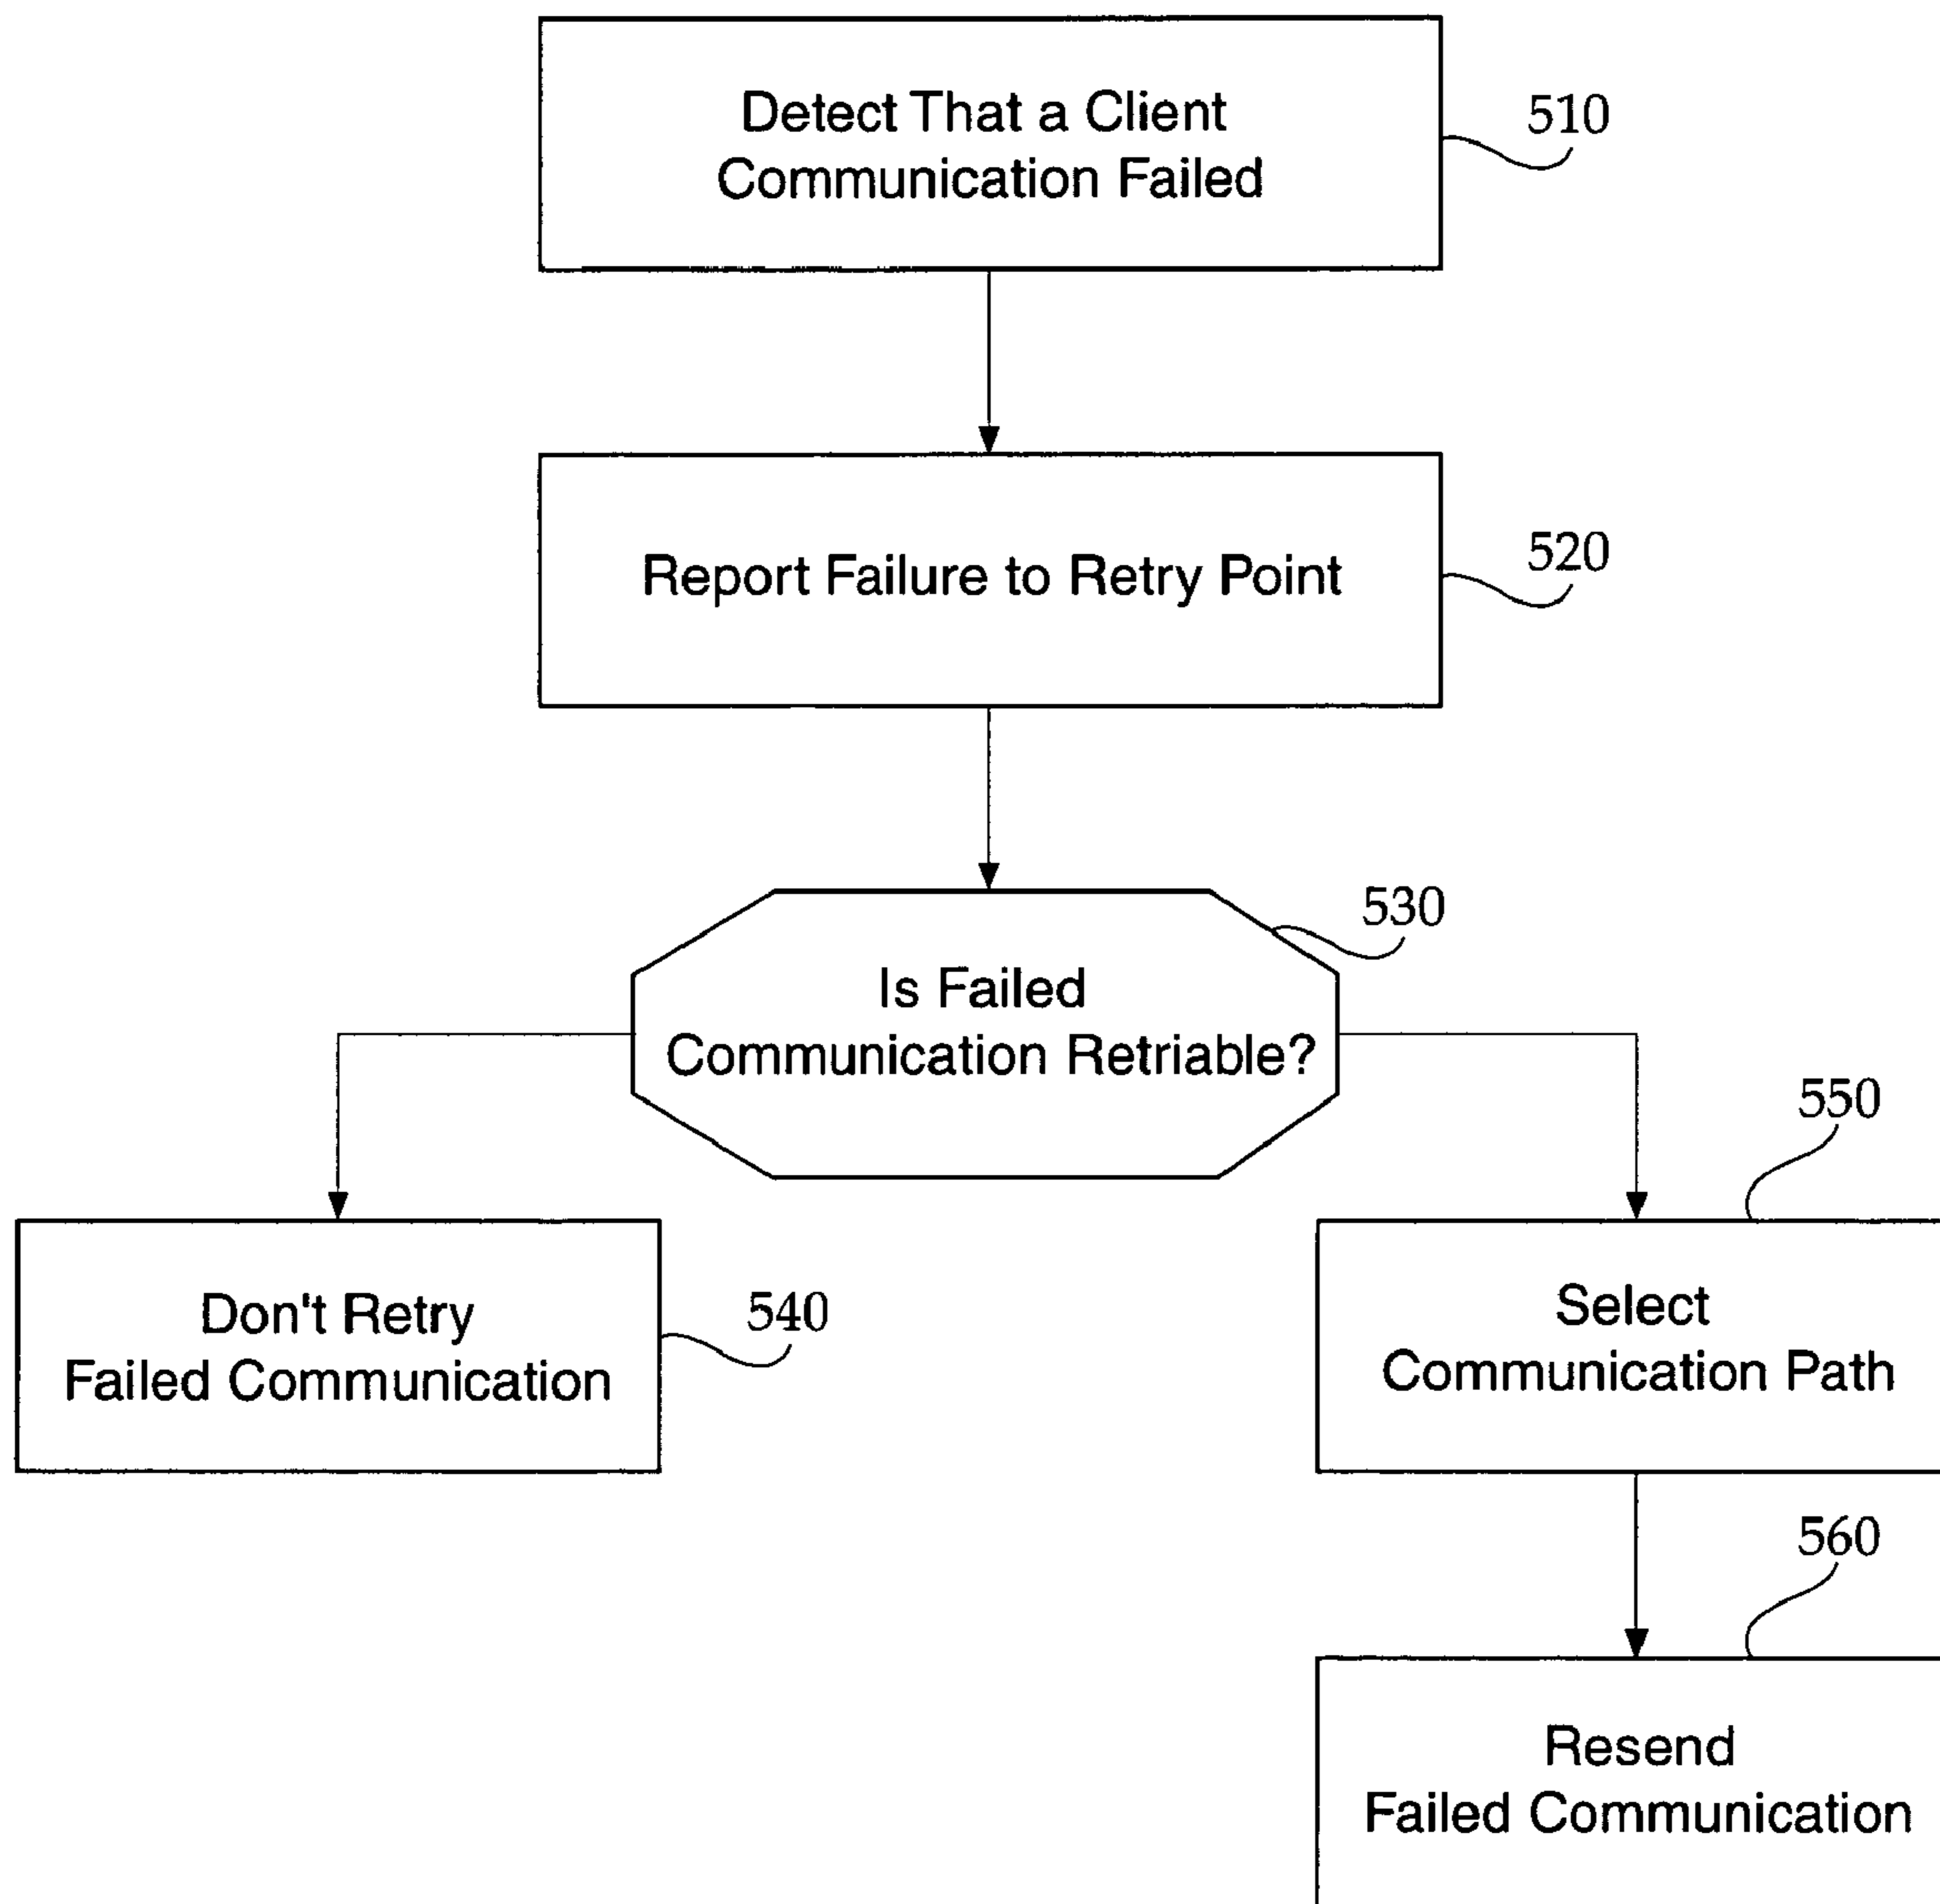 Detect That a Client
Communication Failed
510
Report Failure to Retry Point
520
530
Is Failed
Communication Retriable?
550
Don't Retry
Failed Communication
540
Select
Communication Path
560
Resend
Failed Communication